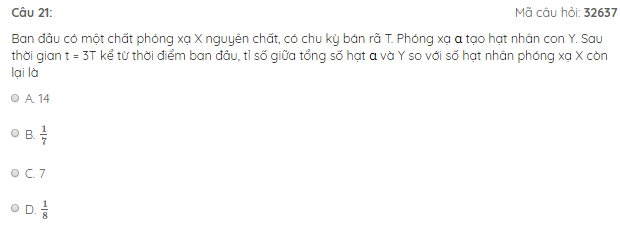 Câu 21: Mã câu hỏi: 32637
Ban đầu có một chất phóng xạ X nguyên chất, có chu kỳ bán rã T. Phóng xạ α tạo hạt nhân con Y. Sau
thời gian t = 3T kể từ thời điểm ban đầu, tỉ số giữa tổng số hạt α và Y so với số hạt nhân phóng xạ X còn
lại là
A. 14
B. 1/7
C. 7
D. 1/8